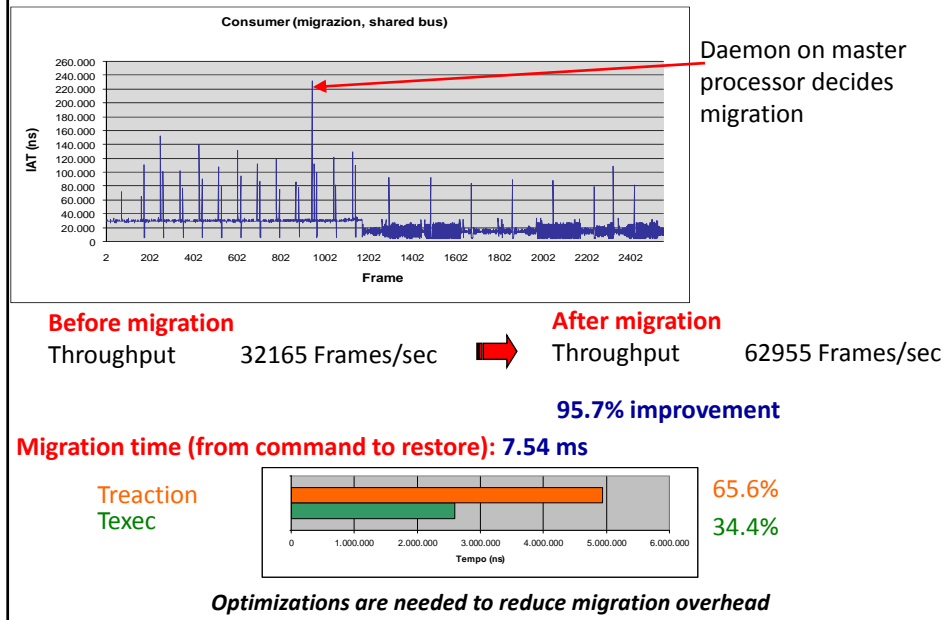 Consumer (migrazion, shared bus)
260.000
240.000
220.000
200.000
180.000
160.000
140.000
120.000
100.000
80.000
60.000
40.000
20.000
0
IAT (ns)
2 202 402 602 802 1002 1202 1402 1602 1802 2002 2202 2402
Frame
Daemon on master
processor decides
migration
Before migration
Throughput 32165 Frames/sec
After migration
Throughput 62955 Frames/sec
95.7% improvement
Migration time (from command to restore): 7.54 ms
Treaction
Texec
0 1.000.000 2.000.000 3.000.000 4.000.000 5.000.000 6.000.000
Tempo (ns)
65.6%
34.4%
Optimizations are needed to reduce migration overhead